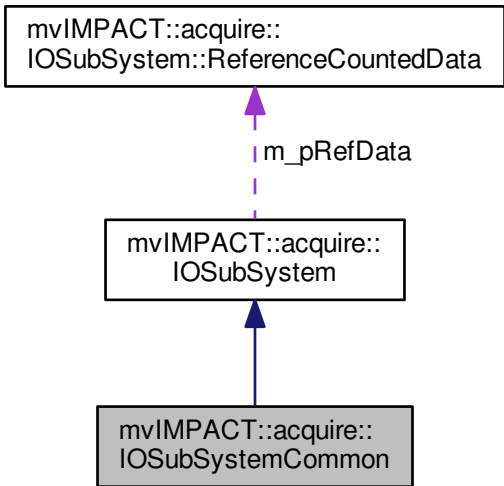 mvIMPACT::acquire::
IOSubSystem::ReferenceCountedData
m_pRefData
mvIMPACT::acquire::
IOSubSystem
mvIMPACT::acquire::
IOSubSystemCommon